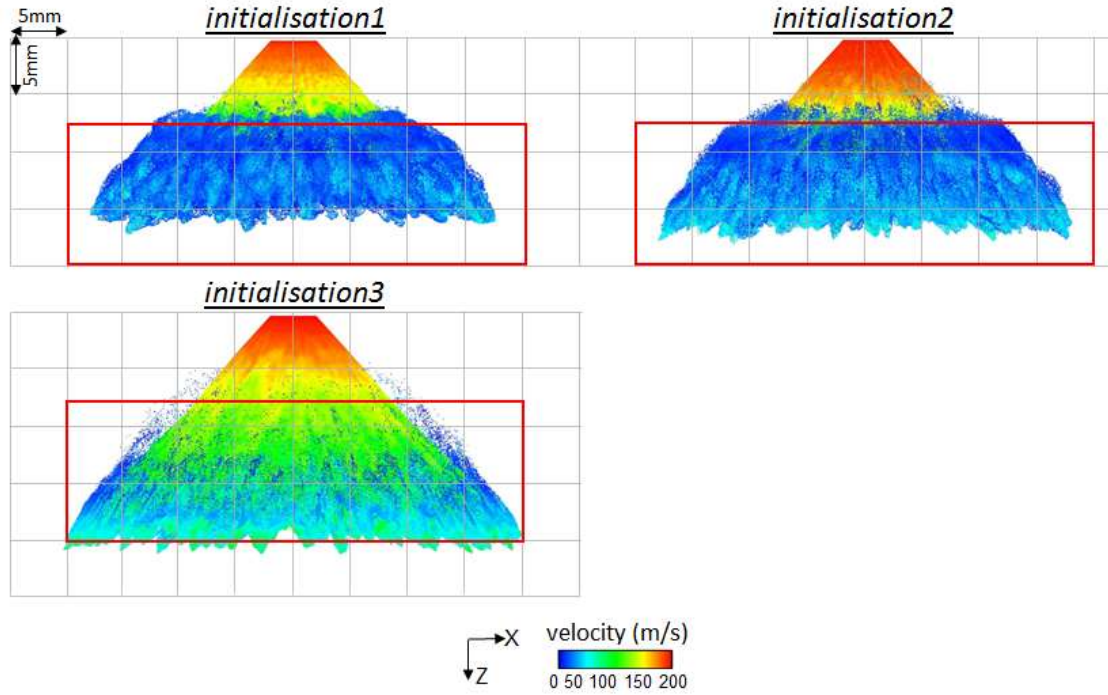 5mm
initialisation1
initialisation2
5mm
initialisation3
X
velocity (m/s)
Z
0 50 100 150 200